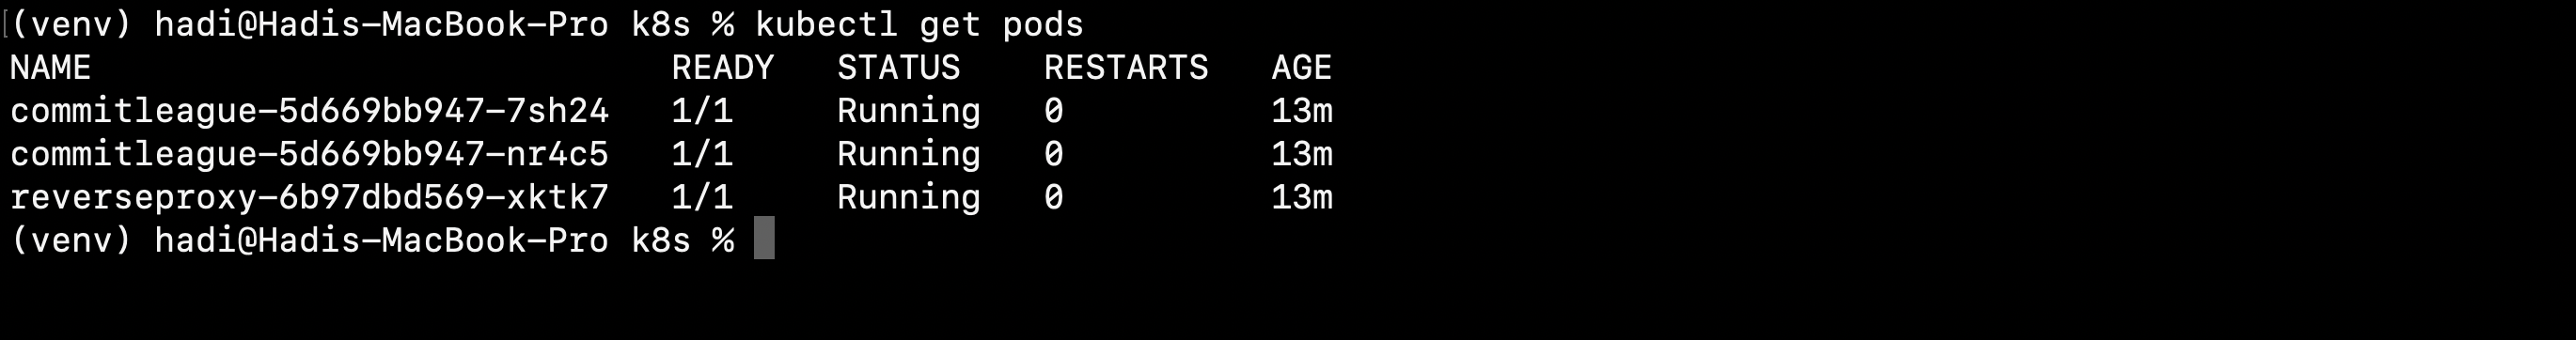 [(venv) hadi@Hadis-MacBook-Pro k8s % kubectl get pods
NAME                            READY   STATUS    RESTARTS   AGE
commitleague-5d669bb947-7sh24   1/1     Running   0          13m
commitleague-5d669bb947-nr4c5   1/1     Running   0          13m
reverseproxy-6b97dbd569-xktk7   1/1     Running   0          13m
(venv) hadi@Hadis-MacBook-Pro k8s %